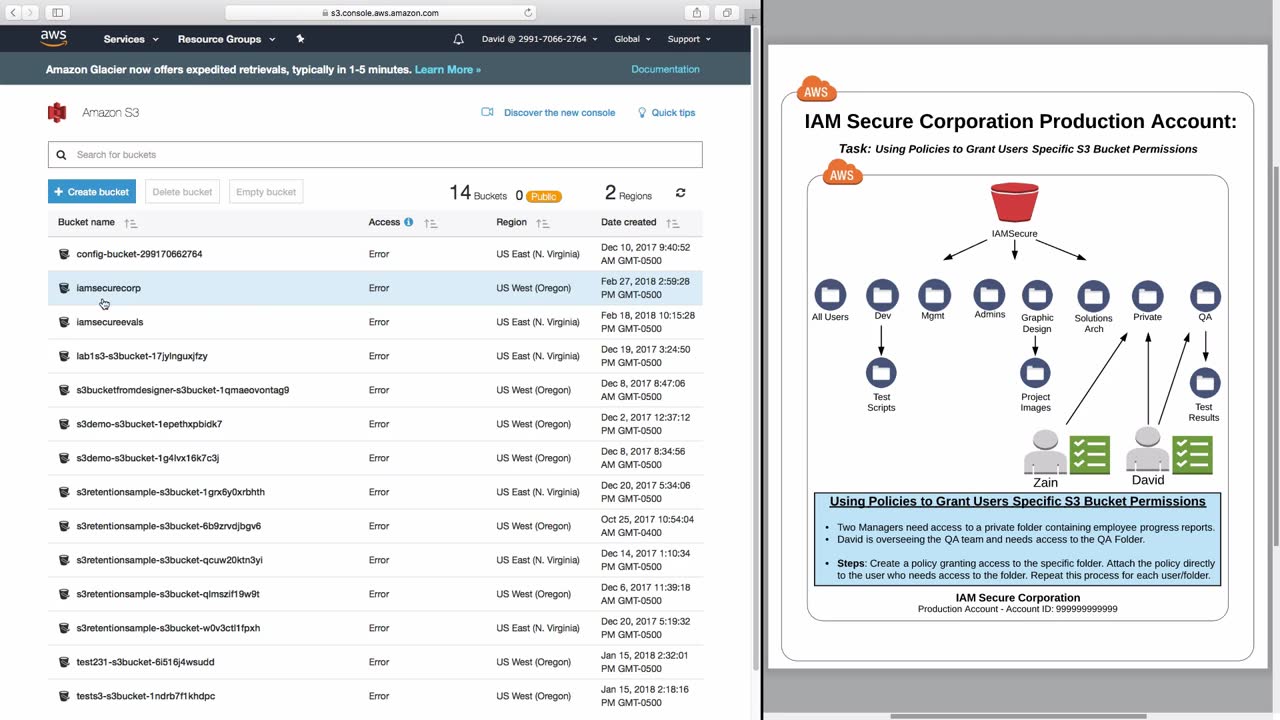 s3.console.aws.amazon.com
aws
Services
Resource Groups
David @ 2991-7066-2764
Global
Support
Amazon Glacier now offers expedited retrievals, typically in 1-5 minutes. Learn More »
Documentation
Amazon S3
Discover the new console
Quick tips
Search for buckets
+ Create bucket
Delete bucket
Empty bucket
14 Buckets
0 Public
2 Regions
Bucket name
Access
Region
Date created
config-bucket-299170662764
Error
US East (N. Virginia)
Dec 10, 2017 9:40:52
AM GMT-0500
iamsecurecorp
Error
US West (Oregon)
Feb 27, 2018 2:59:28
PM GMT-0500
iamsecureevals
Error
US East (N. Virginia)
Feb 18, 2018 10:15:28
PM GMT-0500
lab1s3-s3bucket-17jylnguxjfzy
Error
US East (N. Virginia)
Dec 19, 2017 3:24:50
PM GMT-0500
s3bucketfromdesigner-s3bucket-1qmaeovontag9
Error
US West (Oregon)
Dec 8, 2017 8:47:06
AM GMT-0500
s3demo-s3bucket-1epethxpbidk7
Error
US West (Oregon)
Dec 2, 2017 12:37:12
PM GMT-0500
s3demo-s3bucket-1g4lvx16k7c3j
Error
US West (Oregon)
Dec 8, 2017 8:34:56
AM GMT-0500
s3retentionsample-s3bucket-1grx6y0xrbhth
Error
US East (N. Virginia)
Dec 20, 2017 5:34:06
PM GMT-0500
s3retentionsample-s3bucket-6b9zrvdjbgv6
Error
US West (Oregon)
Oct 25, 2017 10:54:04
AM GMT-0400
s3retentionsample-s3bucket-qcuw20ktn3yi
Error
US East (N. Virginia)
Dec 14, 2017 1:10:34
PM GMT-0500
s3retentionsample-s3bucket-qlmszif19w9t
Error
US West (Oregon)
Dec 6, 2017 11:39:18
AM GMT-0500
s3retentionsample-s3bucket-w0v3ctl1fpxh
Error
US East (N. Virginia)
Dec 20, 2017 5:19:32
PM GMT-0500
test231-s3bucket-6i516j4wsudd
Error
US West (Oregon)
Jan 15, 2018 2:32:01
PM GMT-0500
tests3-s3bucket-1ndrb7f1khdpc
Error
US West (Oregon)
Jan 15, 2018 2:18:16
PM GMT-0500
AWS
IAM Secure Corporation Production Account:
Task: Using Policies to Grant Users Specific S3 Bucket Permissions
AWS
IAMSecure
All Users
Dev
Mgmt
Admins
Graphic
Design
Solutions
Arch
Private
QA
Test
Scripts
Project
Images
Test
Results
Zain
David
Using Policies to Grant Users Specific S3 Bucket Permissions
• Two Managers need access to a private folder containing employee progress reports.
• David is overseeing the QA team and needs access to the QA Folder.
• Steps: Create a policy granting access to the specific folder. Attach the policy directly
to the user who needs access to the folder. Repeat this process for each user/folder.
IAM Secure Corporation
Production Account - Account ID: 999999999999